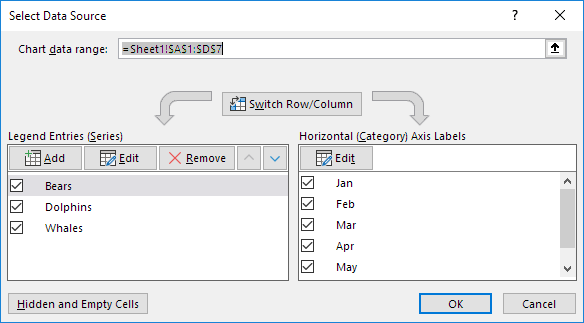 Select Data Source
Chart data range: =Sheet1!$A$1:$D$7
Switch Row/Column
Legend Entries (Series)
Add Edit Remove
Bears
Dolphins
Whales
Horizontal (Category) Axis Labels
Edit
Jan
Feb
Mar
Apr
May
Hidden and Empty Cells
OK
Cancel